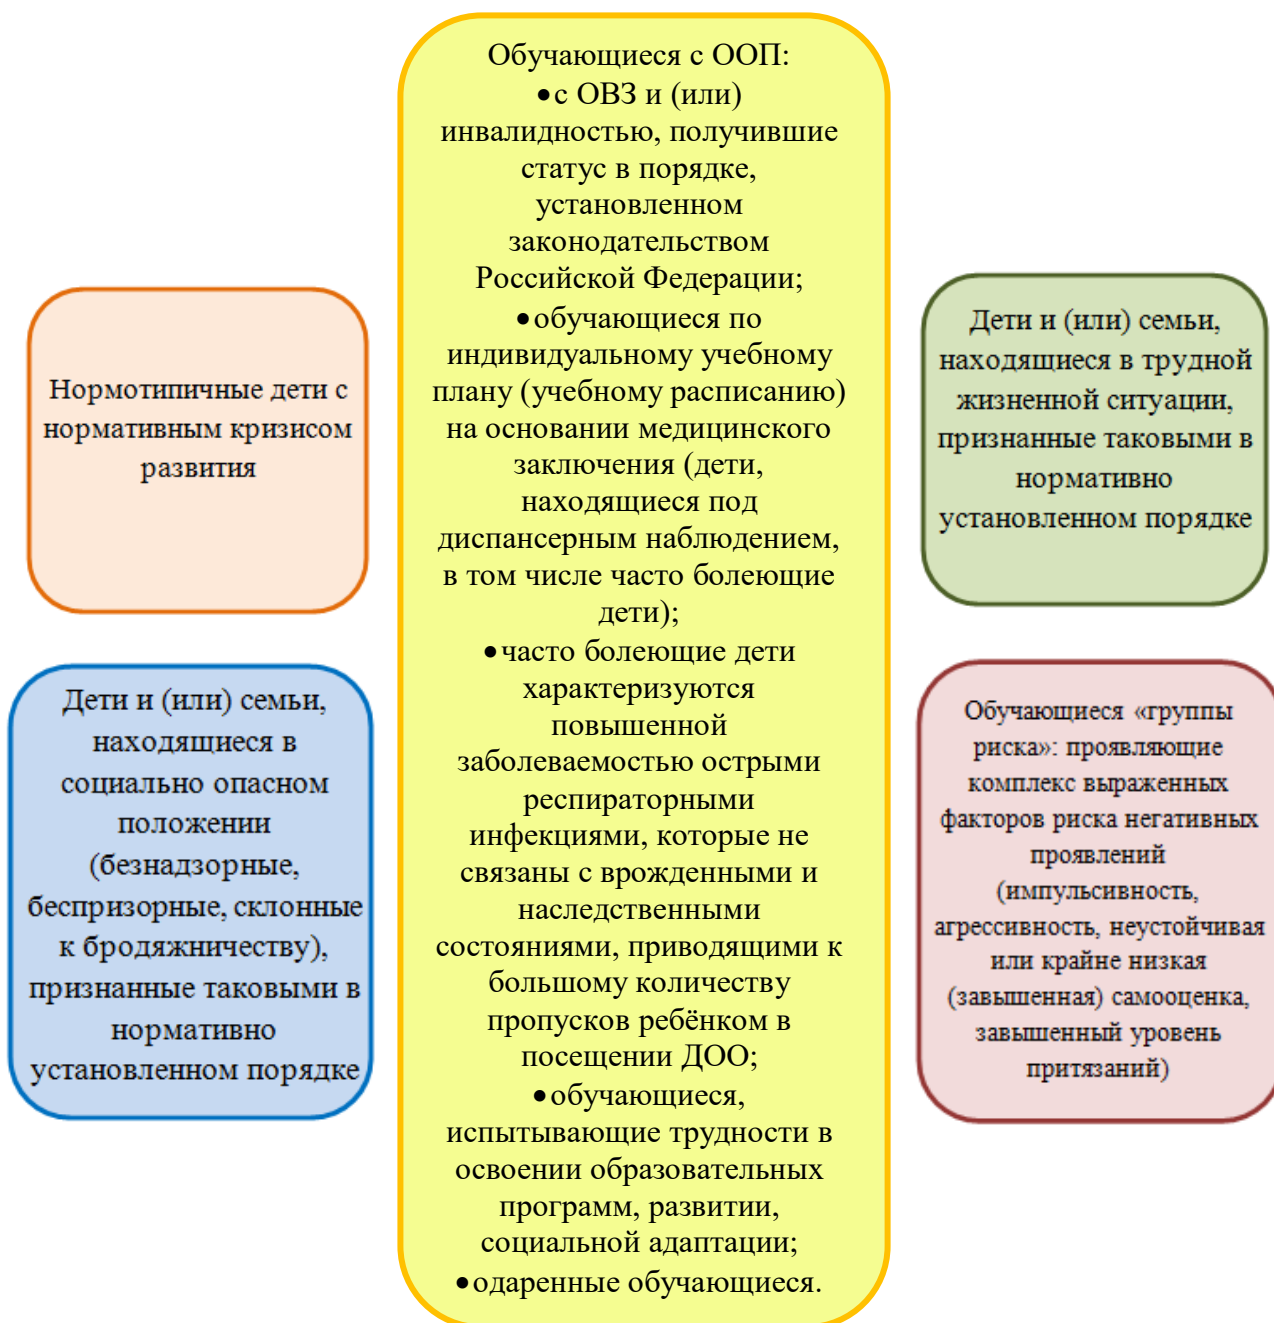 Нормотипичные дети с
нормативным кризисом
развития
Дети и (или) семьи,
находящиеся в
социально опасном
положении
(безнадзорные,
беспризорные, склонные
к бродяжничеству),
признанные таковыми в
нормативно
установленном порядке
Обучающиеся с ООП:
•с ОВЗ и (или)
инвалидностью, получившие
статус в порядке,
установленном
законодательством
Российской Федерации;
•обучающиеся по
индивидуальному учебному
плану (учебному расписанию)
на основании медицинского
заключения (дети,
находящиеся под
диспансерным наблюдением,
в том числе часто болеющие
дети);
•часто болеющие дети
характеризуются
повышенной
заболеваемостью острыми
респираторными
инфекциями, которые не
связаны с врожденными и
наследственными
состояниями, приводящими к
большому количеству
пропусков ребёнком в
посещении ДОО;
•обучающиеся,
испытывающие трудности в
освоении образовательных
программ, развитии,
социальной адаптации;
•одаренные обучающиеся.
Дети и (или) семьи,
находящиеся в трудной
жизненной ситуации,
признанные таковыми в
нормативно
установленном порядке
Обучающиеся «группы
риска»: проявляющие
комплекс выраженных
факторов риска негативных
проявлений
(импульсивность,
агрессивность, неустойчивая
или крайне низкая
(завышенная) самооценка,
завышенный уровень
притязаний)